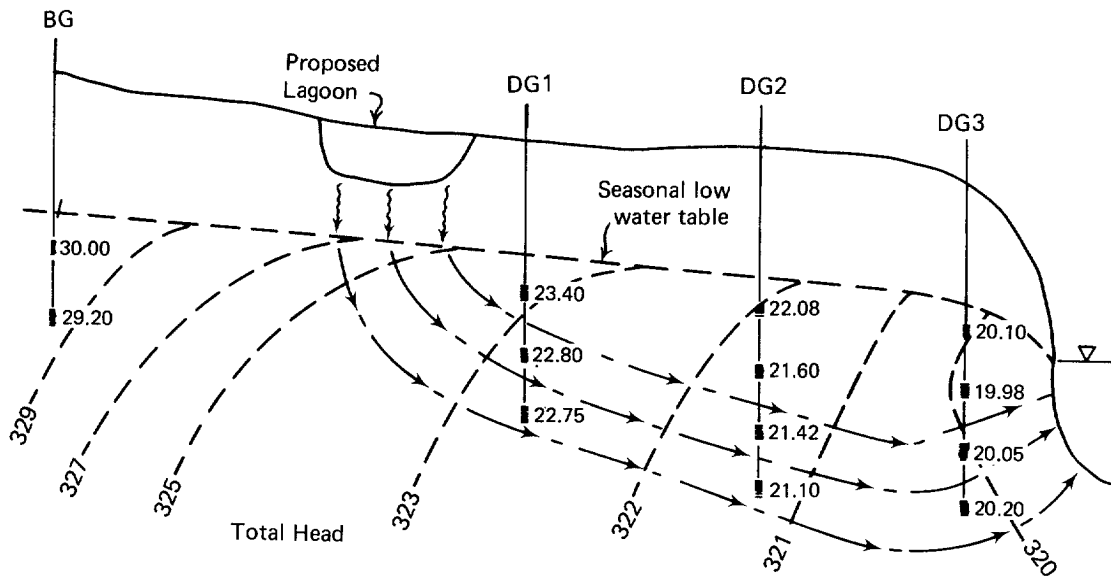 BG
Proposed
Lagoon
DG1
DG2
DG3
Seasonal low
water table
30.00
29.20
23.40
22.80
22.75
22.08
21.60
21.42
21.10
20.10
19.98
20.05
20.20
329
327
325
323
322
321
320
Total Head